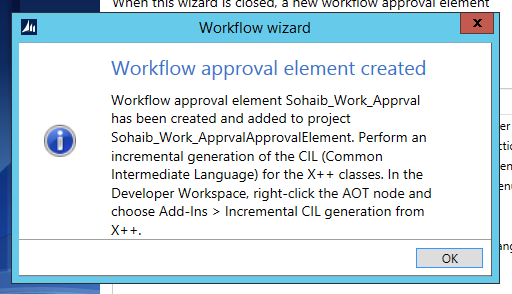 When this wizard is closed, a new workflow approval element
Workflow wizard
x
Workflow approval element created
Workflow approval element Sohaib_Work_Apprval
has been created and added to project
Sohaib_Work_ApprvalApprovalElement. Perform an
incremental generation of the CIL (Common
Intermediate Language) for the X++ classes. In the
Developer Workspace, right-click the AOT node and
choose Add-Ins > Incremental CIL generation from
X++.
OK